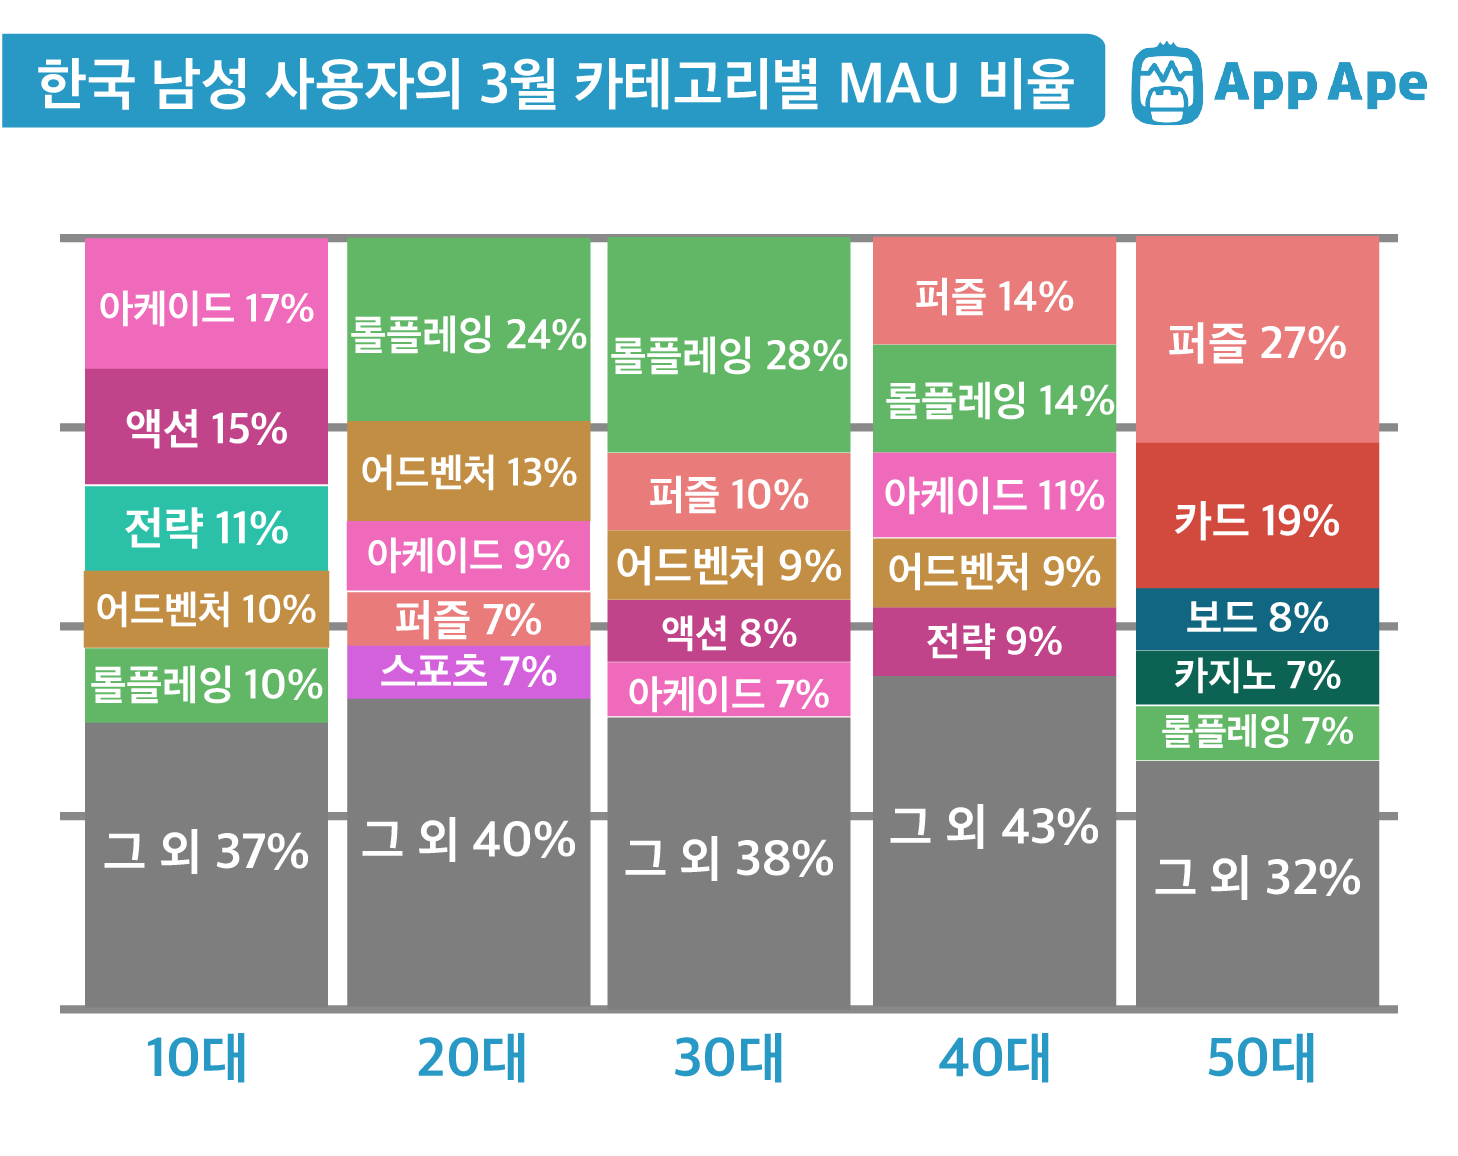 한국 남성 사용자의 3월 카테고리별 MAU 비율
App Ape
아케이드 17%
액션 15%
전략 11%
어드벤처 10%
롤플레잉 10%
그 외 37%
10대
롤플레잉 24%
어드벤처 13%
아케이드 9%
퍼즐 7%
스포츠 7%
그 외 40%
20대
롤플레잉 28%
퍼즐 10%
어드벤처 9%
액션 8%
아케이드 7%
그 외 38%
30대
퍼즐 14%
롤플레잉 14%
아케이드 11%
어드벤처 9%
전략 9%
그 외 43%
40대
퍼즐 27%
카드 19%
보드 8%
카지노 7%
롤플레잉 7%
그 외 32%
50대